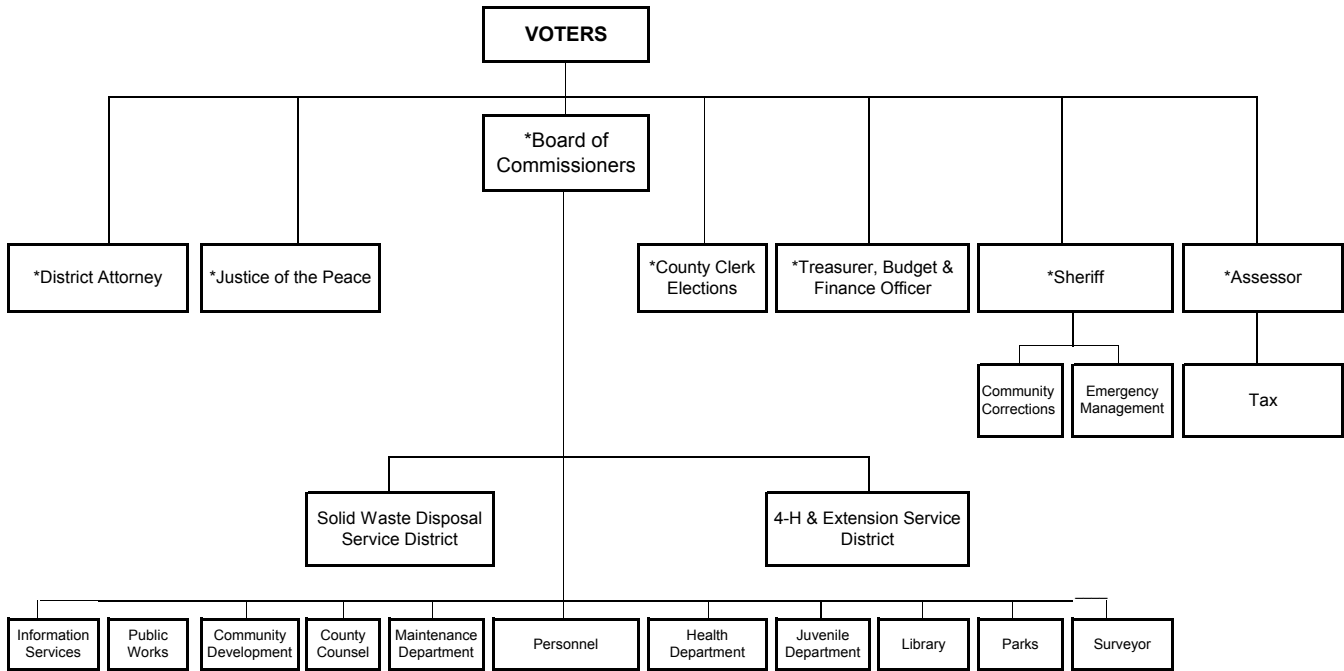 VOTERS
*Board of
Commissioners
*District Attorney
*Justice of the Peace
*County Clerk
Elections
*Treasurer, Budget &
Finance Officer
*Sheriff
*Assessor
Community
Corrections
Emergency
Management
Tax
Solid Waste Disposal
Service District
4-H & Extension Service
District
Information
Services
Public
Works
Community
Development
County
Counsel
Maintenance
Department
Personnel
Health
Department
Juvenile
Department
Library
Parks
Surveyor